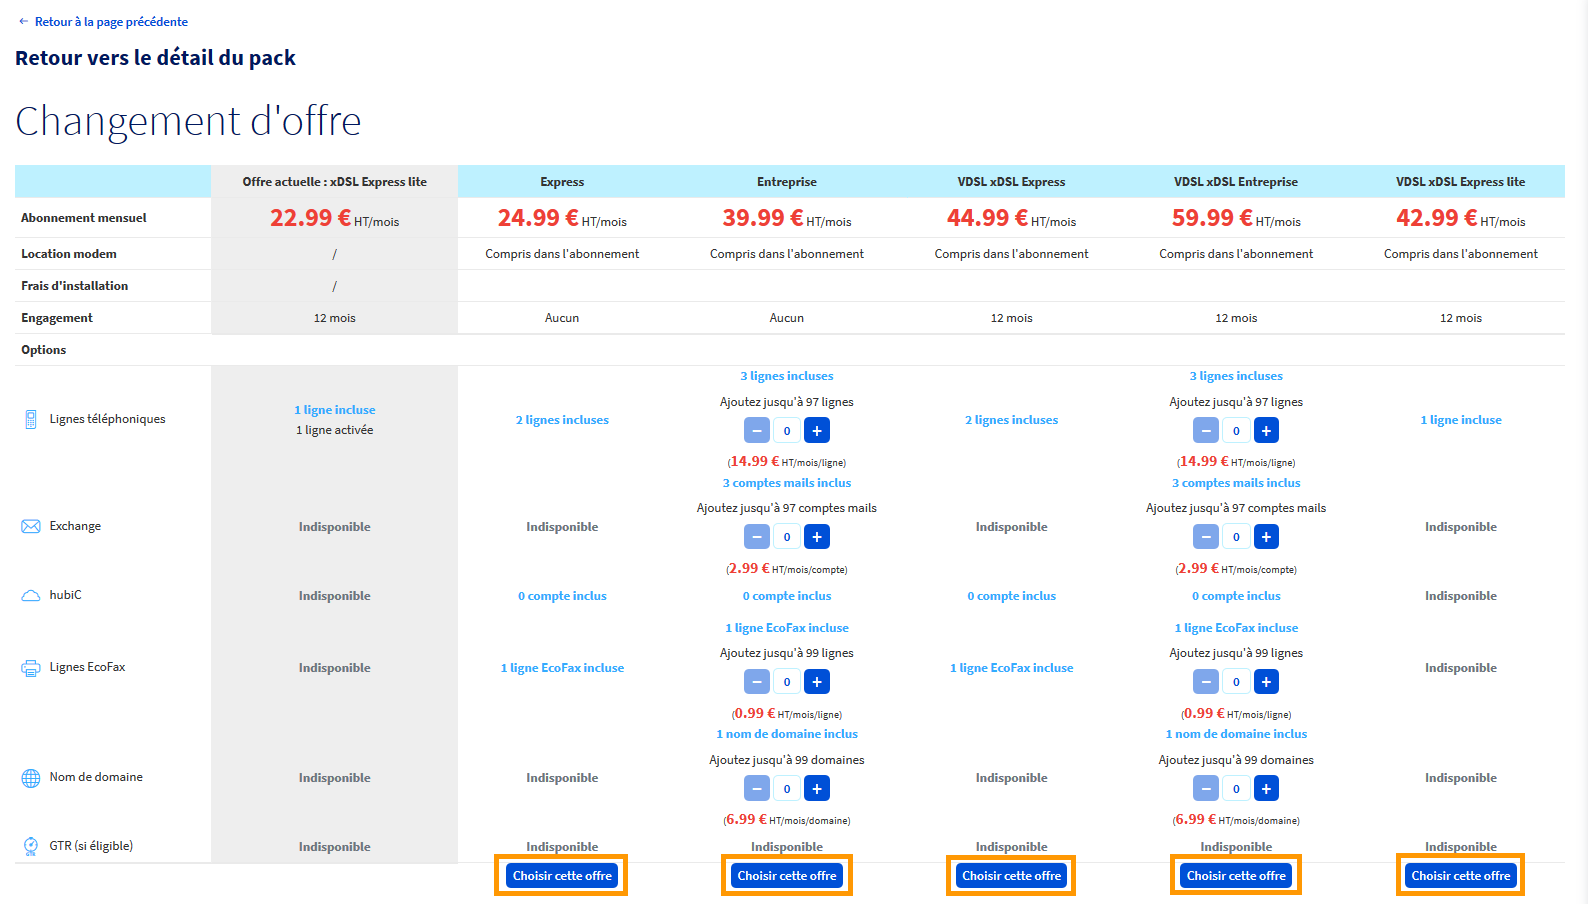 ← Retour à la page précédente
Retour vers le détail du pack
Changement d'offre
Offre actuelle : xDSL Express lite Express Entreprise VDSL xDSL Express VDSL xDSL Entreprise VDSL xDSL Express lite
Abonnement mensuel 22.99 € HT/mois 24.99 € HT/mois 39.99 € HT/mois 44.99 € HT/mois 59.99 € HT/mois 42.99 € HT/mois
Location modem / Compris dans l'abonnement Compris dans l'abonnement Compris dans l'abonnement Compris dans l'abonnement Compris dans l'abonnement
Frais d'installation /
Engagement 12 mois Aucun Aucun 12 mois 12 mois 12 mois
Options
3 lignes incluses 3 lignes incluses
Ajoutez jusqu'à 97 lignes Ajoutez jusqu'à 97 lignes
1 ligne incluse
Lignes téléphoniques 2 lignes incluses 2 lignes incluses 1 ligne incluse
1 ligne activée − 0 + − 0 +
(14.99 € HT/mois/ligne) (14.99 € HT/mois/ligne)
3 comptes mails inclus 3 comptes mails inclus
Ajoutez jusqu'à 97 comptes mails Ajoutez jusqu'à 97 comptes mails
Exchange Indisponible Indisponible Indisponible Indisponible
− 0 + − 0 +
(2.99 € HT/mois/compte) (2.99 € HT/mois/compte)
hubiC Indisponible 0 compte inclus 0 compte inclus 0 compte inclus 0 compte inclus Indisponible
1 ligne EcoFax incluse 1 ligne EcoFax incluse
Ajoutez jusqu'à 99 lignes Ajoutez jusqu'à 99 lignes
Lignes EcoFax Indisponible 1 ligne EcoFax incluse 1 ligne EcoFax incluse Indisponible
− 0 + − 0 +
(0.99 € HT/mois/ligne) (0.99 € HT/mois/ligne)
1 nom de domaine inclus 1 nom de domaine inclus
Ajoutez jusqu'à 99 domaines Ajoutez jusqu'à 99 domaines
Nom de domaine Indisponible Indisponible Indisponible Indisponible
− 0 + − 0 +
(6.99 € HT/mois/domaine) (6.99 € HT/mois/domaine)
GTR (si éligible) Indisponible Indisponible Indisponible Indisponible Indisponible Indisponible
Choisir cette offre Choisir cette offre Choisir cette offre Choisir cette offre Choisir cette offre